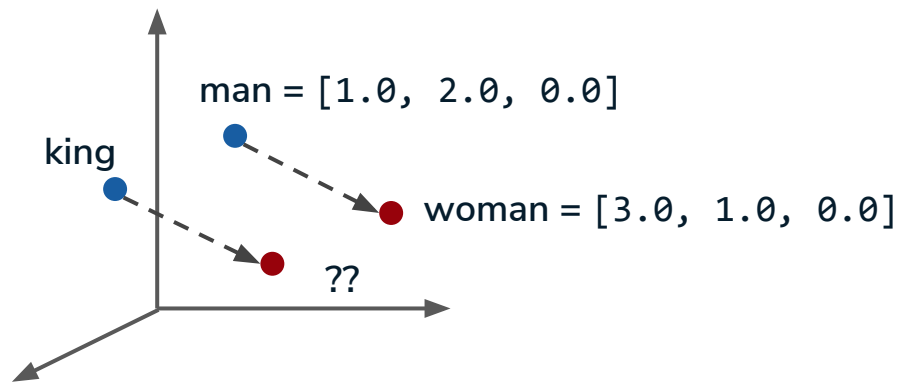 man = [1.0, 2.0, 0.0]
king
woman = [3.0, 1.0, 0.0]
??